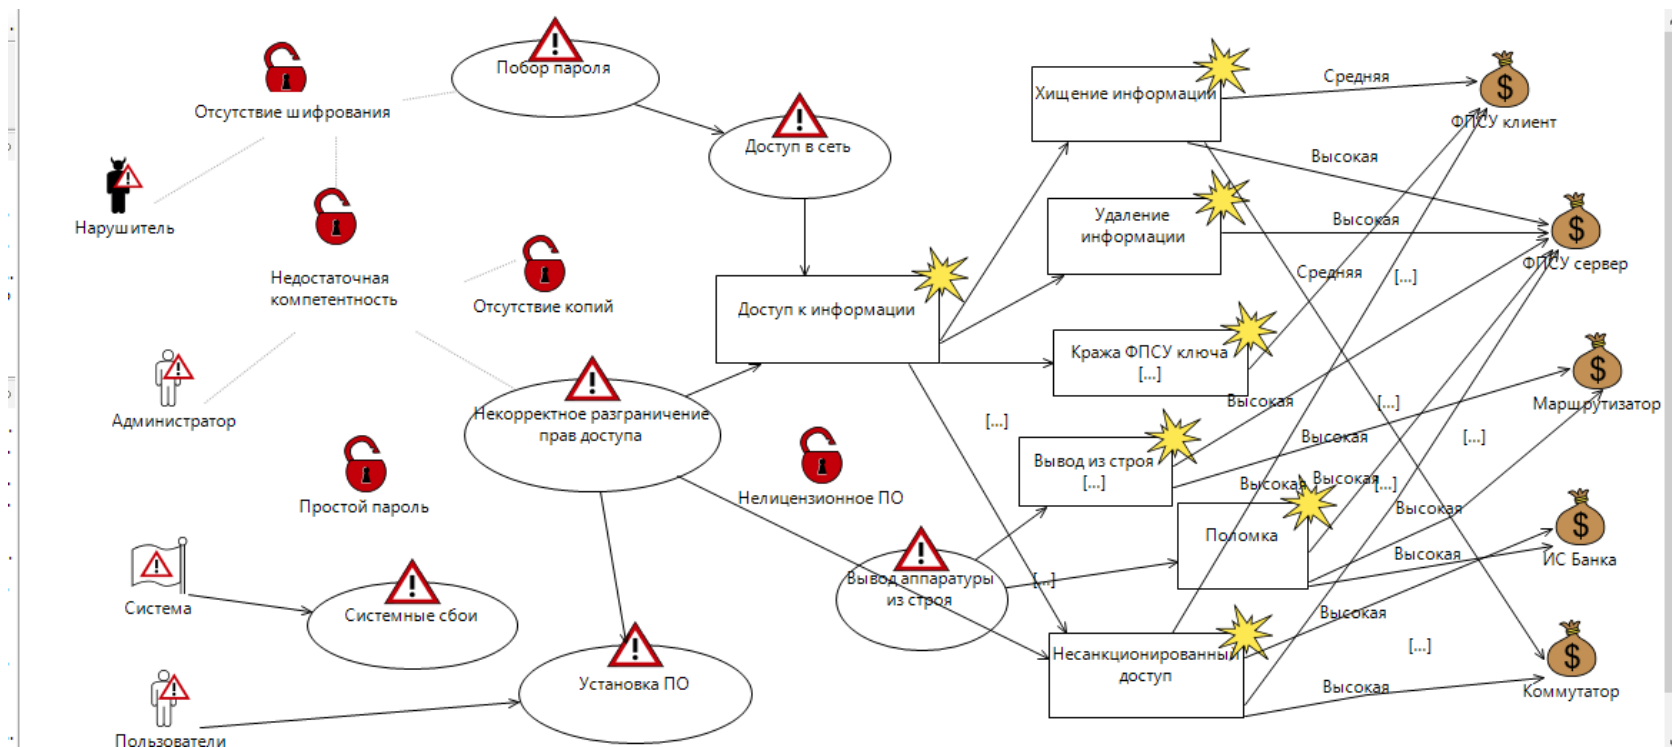 Побор пароля
Отсутствие шифрования
Доступ в сеть
Нарушитель
Недостаточная
компетентность
Отсутствие копий
Администратор
Некорректное разграничение
прав доступа
Простой пароль
Нелицензионное ПО
Система
Системные сбои
Установка ПО
Пользователи
Доступ к информации
Вывод аппаратуры
из строя
Хищение информации
Удаление
информации
Кража ФПСУ ключа
[...]
Вывод из строя
[...]
Поломка
Несанкционированный
доступ
Средняя
Высокая
Высокая
Средняя
[...]
Высокая
[...]
[...]
Высокая
[...]
Высокая
Высокая
[...]
Высокая
Высокая
[...]
Высокая
[...]
Высокая
ФПСУ клиент
ФПСУ сервер
Маршрутизатор
ИС Банка
Коммутатор